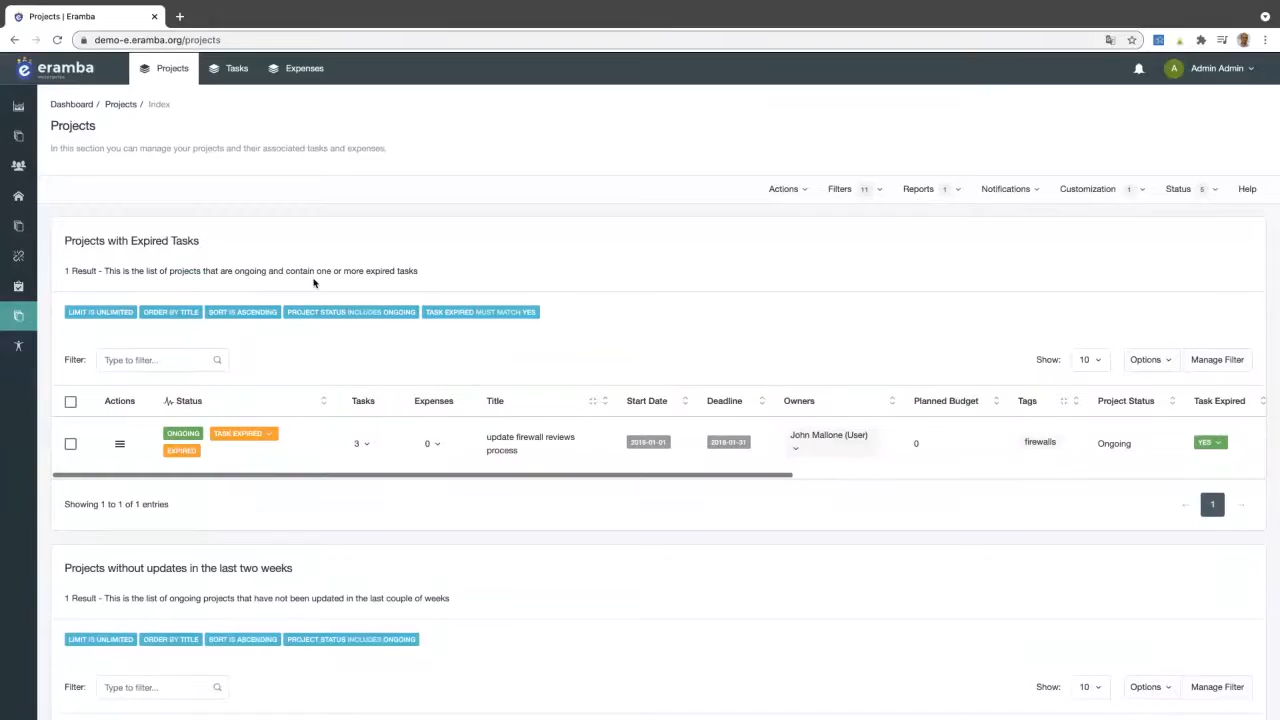 Projects | Eramba
demo-e.eramba.org/projects
eramba
Projects
Tasks
Expenses
A
Admin Admin
Dashboard / Projects / Index
Projects
In this section you can manage your projects and their associated tasks and expenses.
Actions
Filters 11
Reports 1
Notifications
Customization 1
Status 5
Help
Projects with Expired Tasks
1 Result - This is the list of projects that are ongoing and contain one or more expired tasks
LIMIT IS UNLIMITED ORDER BY TITLE SORT IS ASCENDING PROJECT STATUS INCLUDES ONGOING TASK EXPIRED MUST MATCH YES
Filter: Type to filter... Show: 10 Options Manage Filter
Actions Status Tasks Expenses Title Start Date Deadline Owners Planned Budget Tags Project Status Task Expired
ONGOING TASK EXPIRED
EXPIRED
3
0
update firewall reviews
process
2018-01-01
2018-01-31
John Mallone (User)
0
firewalls
Ongoing
YES
Showing 1 to 1 of 1 entries
← 1 →
Projects without updates in the last two weeks
1 Result - This is the list of ongoing projects that have not been updated in the last couple of weeks
LIMIT IS UNLIMITED ORDER BY TITLE SORT IS ASCENDING PROJECT STATUS INCLUDES ONGOING
Filter: Type to filter... Show: 10 Options Manage Filter